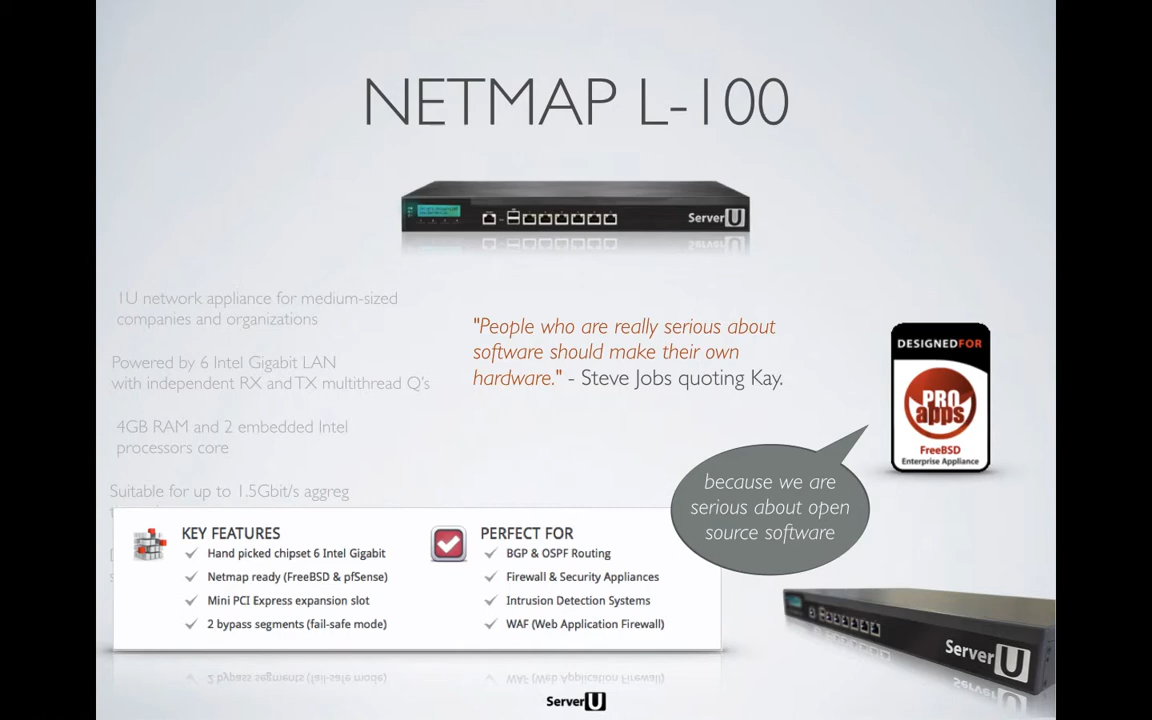 NETMAP L-100
Server U
1U network appliance for medium-sized
companies and organizations
Powered by 6 Intel Gigabit LAN
with independent RX and TX multithread Q's
4GB RAM and 2 embedded Intel
processors core
Suitable for up to 1.5Gbit/s aggreg
"People who are really serious about
software should make their own
hardware." - Steve Jobs quoting Kay.
DESIGNEDFOR
PRO
apps
FreeBSD
Enterprise Appliance
because we are
serious about open
source software
KEY FEATURES
Hand picked chipset 6 Intel Gigabit
Netmap ready (FreeBSD & pfSense)
Mini PCI Express expansion slot
2 bypass segments (fail-safe mode)
PERFECT FOR
BGP & OSPF Routing
Firewall & Security Appliances
Intrusion Detection Systems
WAF (Web Application Firewall)
Server U
Server U